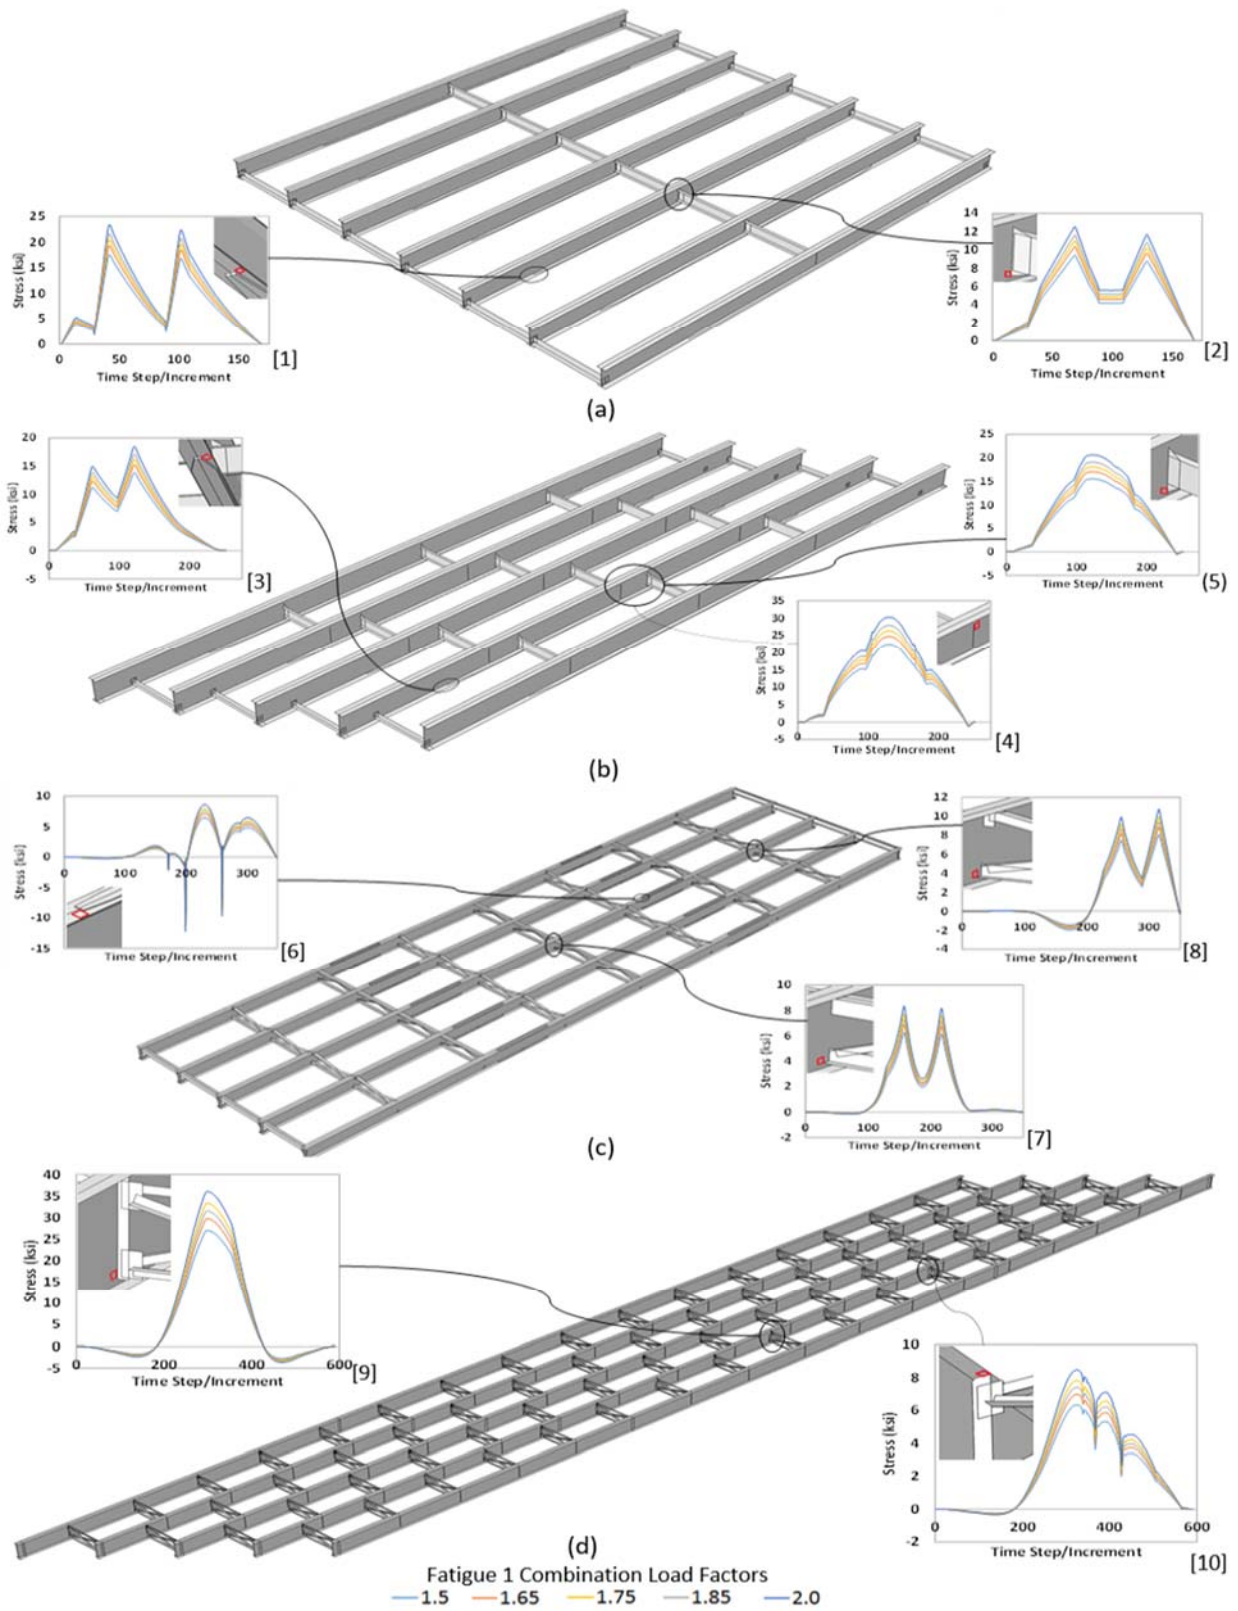 25
20
15
10
5
0
Stress (ksi)
0 50 100 150
Time Step/Increment
[1]
14
12
10
8
6
4
2
0
Stress (ksi)
0 50 100 150
Time Step/Increment
[2]
(a)
20
15
10
5
0
-5
Stress (ksi)
100 200
Time Step/Increment
[3]
25
20
15
10
5
0
-5
Stress (ksi)
0 100 200
Time Step/Increment
(5)
35
30
25
20
15
10
5
0
-5
Stress (ksi)
0 100 200
Time Step/Increment
[4]
(b)
10
5
0
-5
-10
-15
Stress (ksi)
0 100 200 300
Time Step/Increment
[6]
12
10
8
6
4
2
0
-2
-4
Stress (ksi)
0 100 200 300
Time Step/Increment
[8]
10
8
6
4
2
0
-2
Stress (ksi)
0 100 200 300
Time Step/Increment
[7]
(c)
40
35
30
25
20
15
10
5
0
-5
Stress (ksi)
0 200 400 600
Time Step/Increment
[9]
10
8
6
4
2
0
-2
Stress (ksi)
0 200 400 600
Time Step/Increment
[10]
(d)
Fatigue 1 Combination Load Factors
1.5 1.65 1.75 1.85 2.0